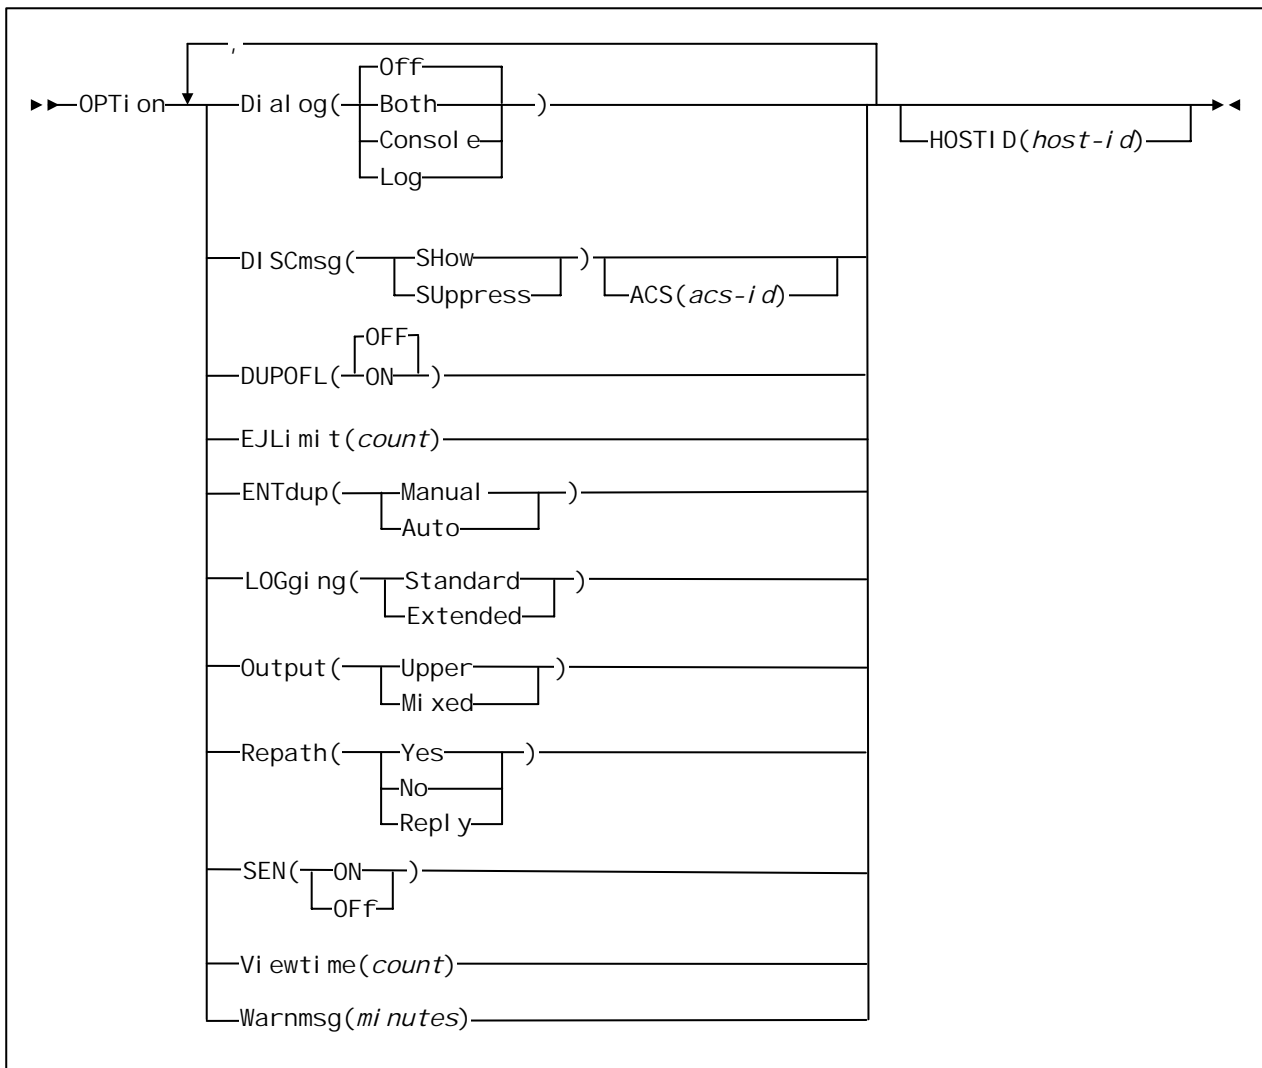 ,
Off
OPTion Dialog( Both )
Console
HOSTID(host-id)
Log
DISCmsg( SHow )
SUppress
ACS(acs-id)
OFF
DUPOFL( ON )
EJLimit(count)
ENTdup( Manual )
Auto
LOGging( Standard )
Extended
Output( Upper )
Mixed
Repath( Yes )
No
Reply
SEN( ON )
OFf
Viewtime(count)
Warnmsg(minutes)